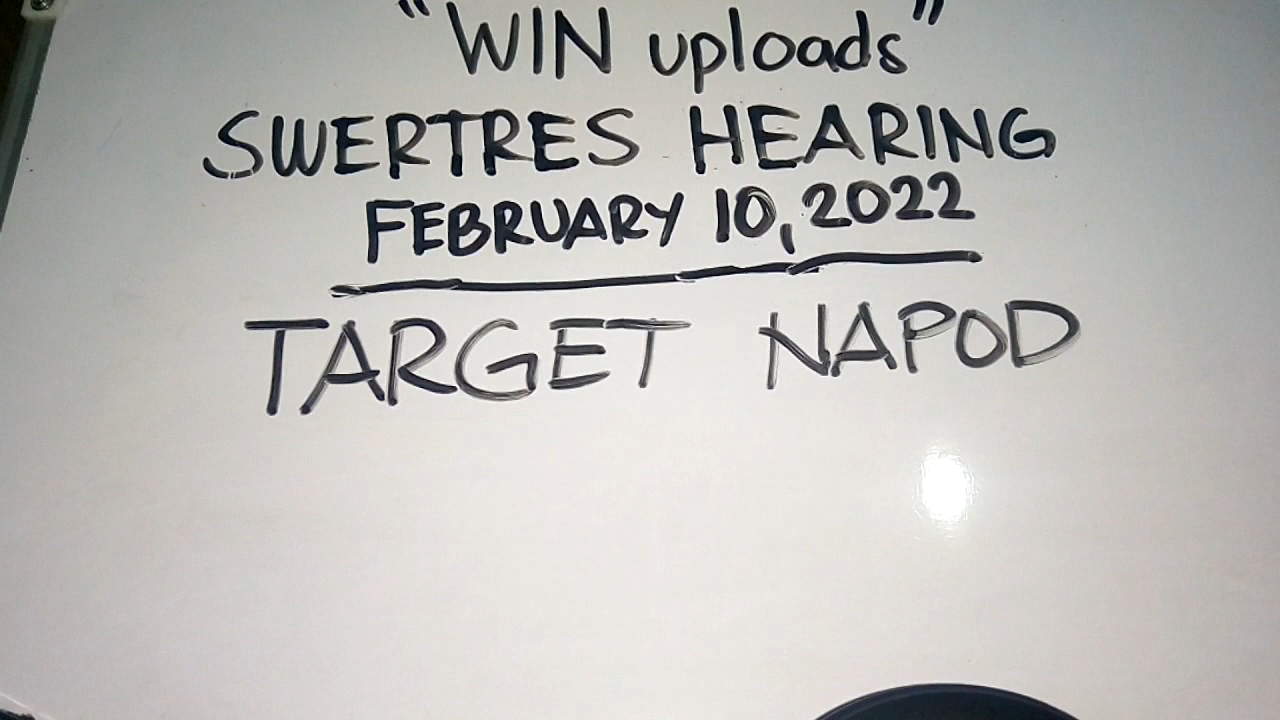 "WIN uploads"
SWERTRES HEARING
FEBRUARY 10, 2022
TARGET NAPOD